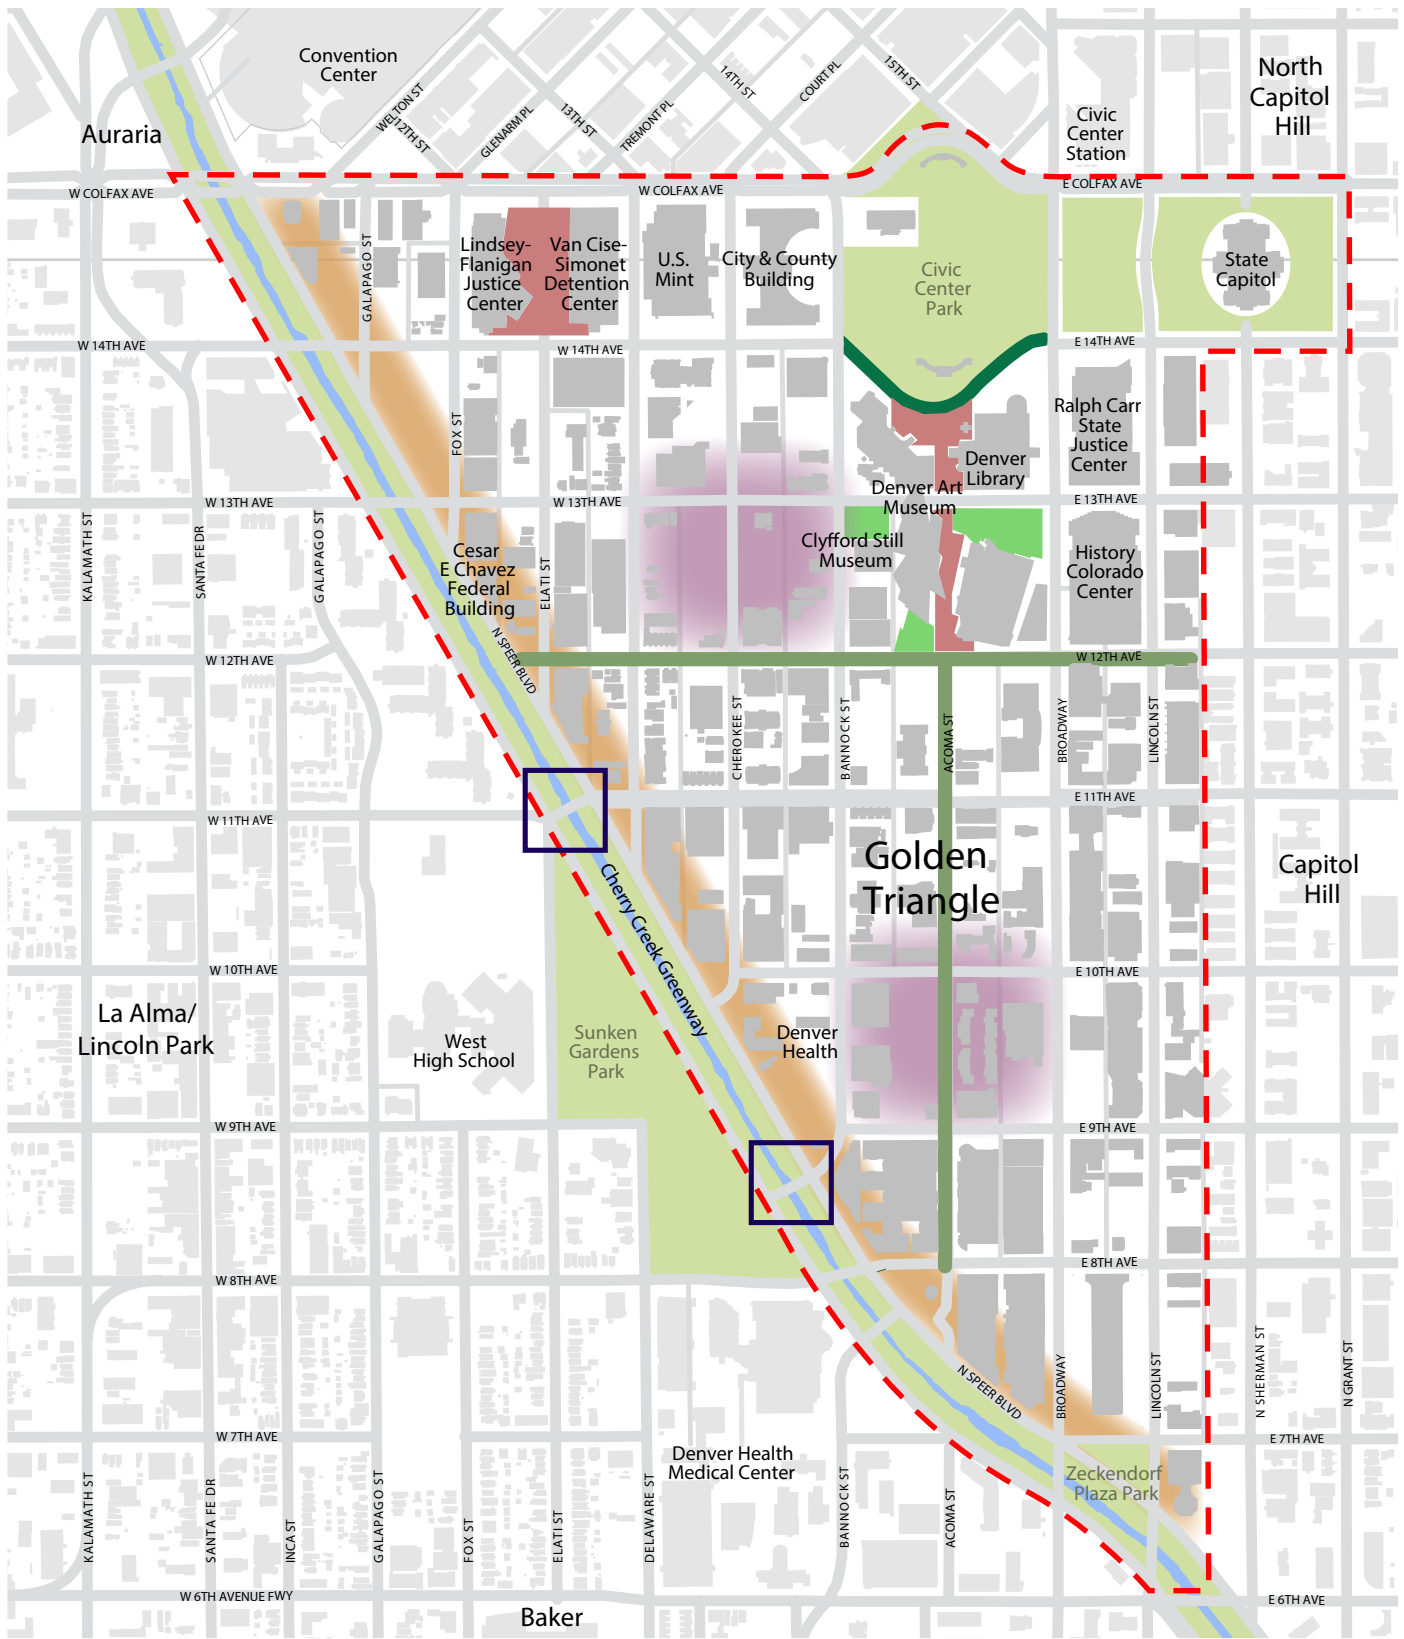 Convention
Center
North
Capitol
Hill
Auraria
Civic
Center
Station
WELTON ST
12TH ST
GLENARM PL
13TH ST
TREMONT PL
14TH ST
COURT PL
15TH ST
W COLFAX AVE
W COLFAX AVE
E COLFAX AVE
GALAPAGO ST
Lindsey-
Flanigan
Justice
Center
Van Cise-
Simonet
Detention
Center
U.S.
Mint
City & County
Building
Civic
Center
Park
State
Capitol
W 14TH AVE
W 14TH AVE
E 14TH AVE
FOX ST
Ralph Carr
State
Justice
Center
Denver
Library
Denver Art
Museum
W 13TH AVE
W 13TH AVE
E 13TH AVE
KALAMATH ST
SANTA FE DR
GALAPAGO ST
Cesar
E Chavez
Federal
Building
ELATI ST
Clyfford Still
Museum
History
Colorado
Center
N SPEER BLVD
W 12TH AVE
W 12TH AVE
CHEROKEE ST
BANNOCK ST
ACOMA ST
BROADWAY
LINCOLN ST
W 11TH AVE
E 11TH AVE
Golden
Triangle
Capitol
Hill
Cherry Creek Greenway
W 10TH AVE
E 10TH AVE
La Alma/
Lincoln Park
West
High School
Sunken
Gardens
Park
Denver
Health
W 9TH AVE
E 9TH AVE
W 8TH AVE
E 8TH AVE
N SPEER BLVD
BROADWAY
LINCOLN ST
N SHERMAN ST
N GRANT ST
W 7TH AVE
E 7TH AVE
Denver Health
Medical Center
Zeckendorf
Plaza Park
KALAMATH ST
SANTA FE DR
INCA ST
GALAPAGO ST
FOX ST
ELATI ST
DELAWARE ST
BANNOCK ST
ACOMA ST
W 6TH AVENUE FWY
E 6TH AVE
Baker